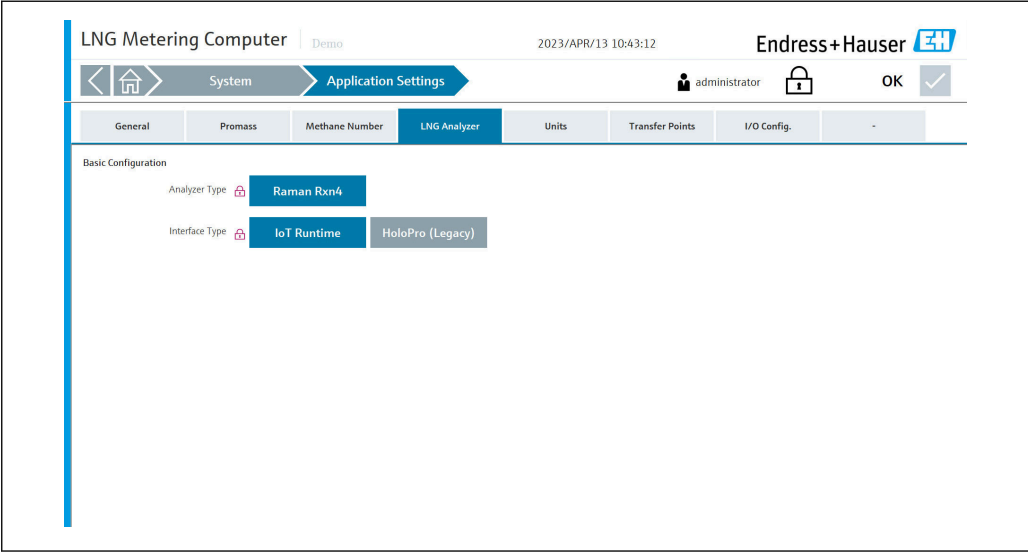 LNG Metering Computer Demo 2023/APR/13 10:43:12 Endress+Hauser EH
System Application Settings administrator OK
General Promass Methane Number LNG Analyzer Units Transfer Points I/O Config. -
Basic Configuration
Analyzer Type Raman Rxn4
Interface Type IoT Runtime HoloPro (Legacy)